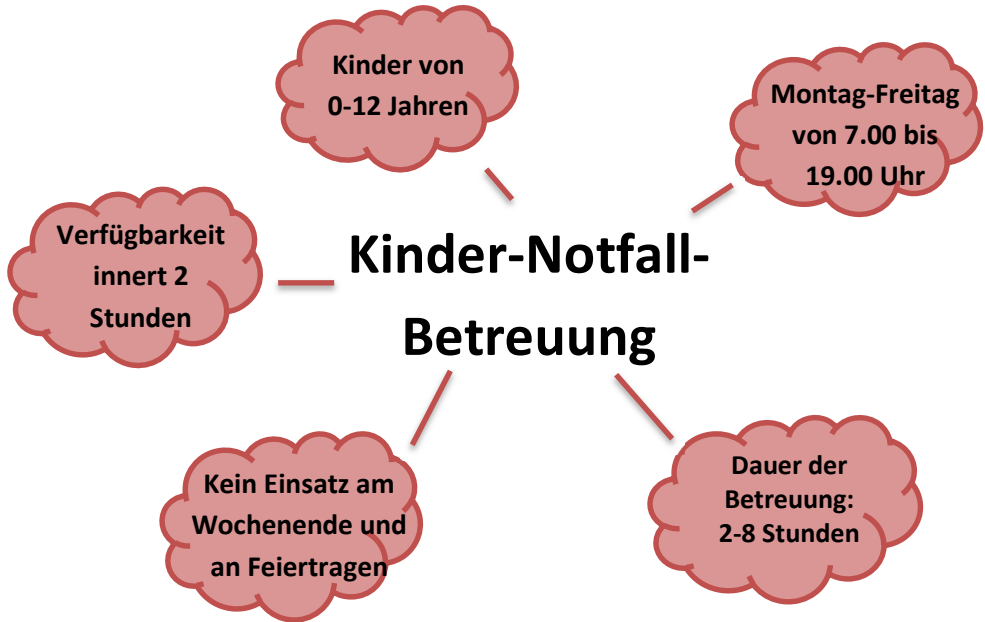 Kinder von
0-12 Jahren
Montag-Freitag
von 7.00 bis
19.00 Uhr
Verfügbarkeit
innert 2
Stunden
Kinder-Notfall-
Betreuung
Kein Einsatz am
Wochenende und
an Feiertragen
Dauer der
Betreuung:
2-8 Stunden